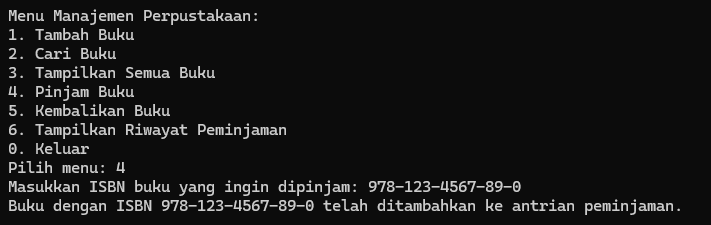 Menu Manajemen Perpustakaan:
1. Tambah Buku
2. Cari Buku
3. Tampilkan Semua Buku
4. Pinjam Buku
5. Kembalikan Buku
6. Tampilkan Riwayat Peminjaman
0. Keluar
Pilih menu: 4
Masukkan ISBN buku yang ingin dipinjam: 978-123-4567-89-0
Buku dengan ISBN 978-123-4567-89-0 telah ditambahkan ke antrian peminjaman.